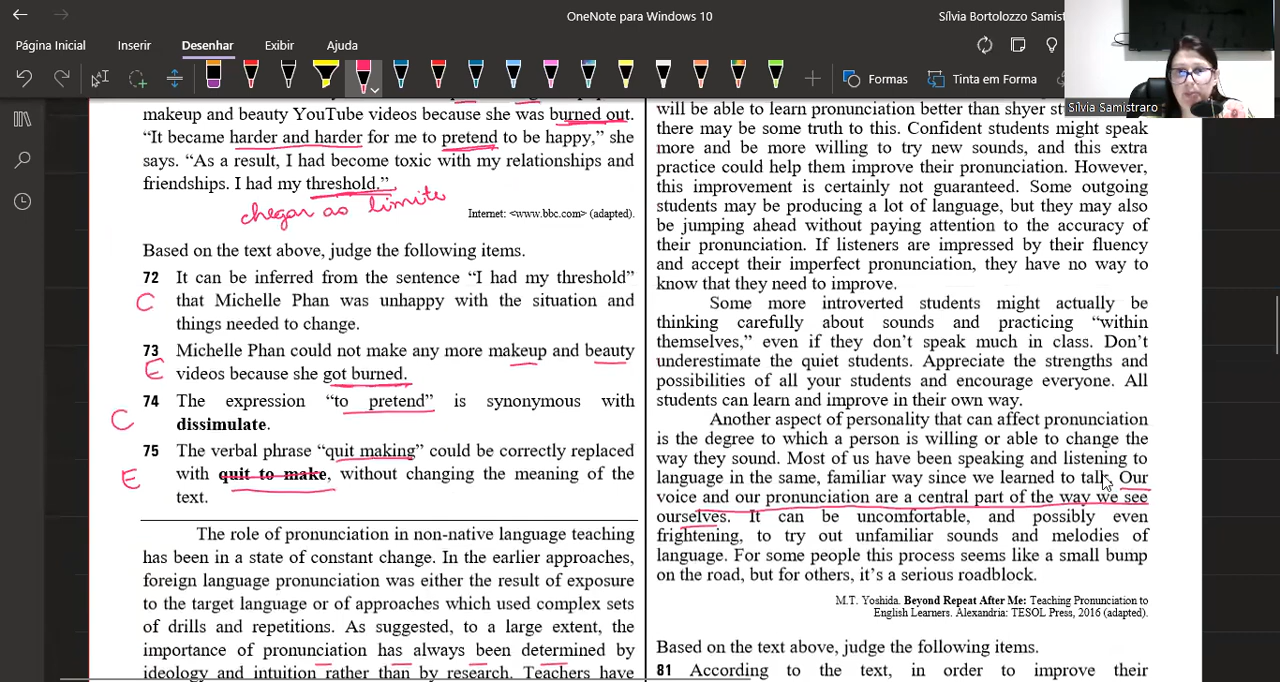 OneNote para Windows 10
Sílvia Bortolozzo Samist
Página Inicial
Inserir
Desenhar
Exibir
Ajuda
Formas
Tinta em Forma
Sílvia Samistraro
makeup and beauty YouTube videos because she was burned out.
“It became harder and harder for me to pretend to be happy,” she
says. “As a result, I had become toxic with my relationships and
friendships. I had my threshold.”
chegar ao limite
Internet: <www.bbc.com> (adapted).
Based on the text above, judge the following items.
72 It can be inferred from the sentence “I had my threshold”
C that Michelle Phan was unhappy with the situation and
things needed to change.
73 Michelle Phan could not make any more makeup and beauty
E videos because she got burned.
74 The expression “to pretend” is synonymous with
C dissimulate.
75 The verbal phrase “quit making” could be correctly replaced
E with quit to make, without changing the meaning of the
text.
The role of pronunciation in non-native language teaching
has been in a state of constant change. In the earlier approaches,
foreign language pronunciation was either the result of exposure
to the target language or of approaches which used complex sets
of drills and repetitions. As suggested, to a large extent, the
importance of pronunciation has always been determined by
ideology and intuition rather than by research. Teachers have
will be able to learn pronunciation better than shyer
there may be some truth to this. Confident students might speak
more and be more willing to try new sounds, and this extra
practice could help them improve their pronunciation. However,
this improvement is certainly not guaranteed. Some outgoing
students may be producing a lot of language, but they may also
be jumping ahead without paying attention to the accuracy of
their pronunciation. If listeners are impressed by their fluency
and accept their imperfect pronunciation, they have no way to
know that they need to improve.
Some more introverted students might actually be
thinking carefully about sounds and practicing “within
themselves,” even if they don’t speak much in class. Don’t
underestimate the quiet students. Appreciate the strengths and
possibilities of all your students and encourage everyone. All
students can learn and improve in their own way.
Another aspect of personality that can affect pronunciation
is the degree to which a person is willing or able to change the
way they sound. Most of us have been speaking and listening to
language in the same, familiar way since we learned to talk. Our
voice and our pronunciation are a central part of the way we see
ourselves. It can be uncomfortable, and possibly even
frightening, to try out unfamiliar sounds and melodies of
language. For some people this process seems like a small bump
on the road, but for others, it’s a serious roadblock.
M.T. Yoshida. Beyond Repeat After Me: Teaching Pronunciation to
English Learners. Alexandria: TESOL Press, 2016 (adapted).
Based on the text above, judge the following items.
81 According to the text, in order to improve their